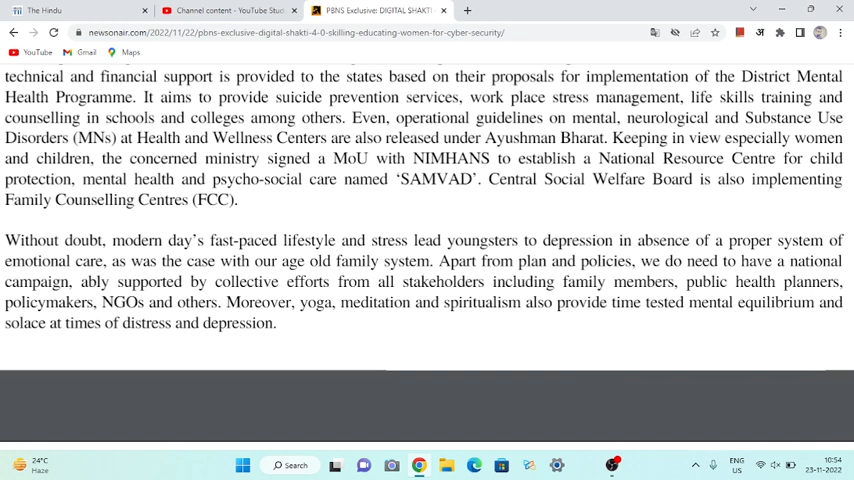 The Hindu
Channel content - YouTube Stud
PBNS Exclusive: DIGITAL SHAKTI
newsonair.com/2022/11/22/pbns-exclusive-digital-shakti-4-0-skilling-educating-women-for-cyber-security/
YouTube Gmail Maps
technical and financial support is provided to the states based on their proposals for implementation of the District Mental
Health Programme. It aims to provide suicide prevention services, work place stress management, life skills training and
counselling in schools and colleges among others. Even, operational guidelines on mental, neurological and Substance Use
Disorders (MNs) at Health and Wellness Centers are also released under Ayushman Bharat. Keeping in view especially women
and children, the concerned ministry signed a MoU with NIMHANS to establish a National Resource Centre for child
protection, mental health and psycho-social care named ‘SAMVAD’. Central Social Welfare Board is also implementing
Family Counselling Centres (FCC).
Without doubt, modern day’s fast-paced lifestyle and stress lead youngsters to depression in absence of a proper system of
emotional care, as was the case with our age old family system. Apart from plan and policies, we do need to have a national
campaign, ably supported by collective efforts from all stakeholders including family members, public health planners,
policymakers, NGOs and others. Moreover, yoga, meditation and spiritualism also provide time tested mental equilibrium and
solace at times of distress and depression.
24°C
Haze
Search
ENG
US
10:54
23-11-2022